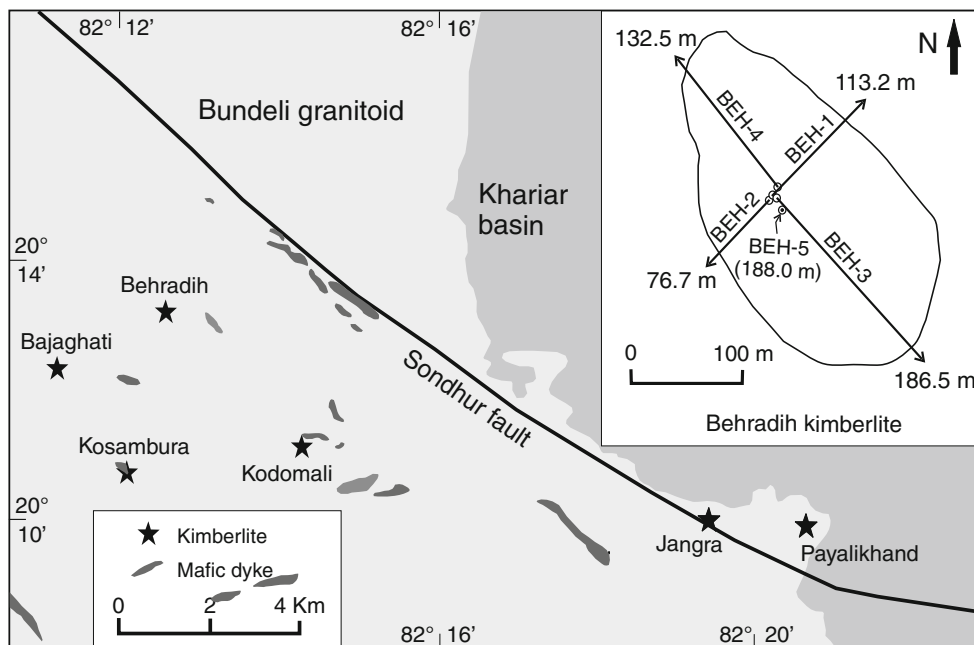 82° 12’
82° 16’
Bundeli granitoid
Khariar
basin
20°
14’
Behradih
Bajaghati
Sondhur fault
Kosambura
Kodomali
20°
10’
Jangra
Payalikhand
Kimberlite
Mafic dyke
0 2 4 Km
82° 16’
82° 20’
N
132.5 m
113.2 m
BEH-4
BEH-1
BEH-2
BEH-5
(188.0 m)
BEH-3
76.7 m
186.5 m
0 100 m
Behradih kimberlite